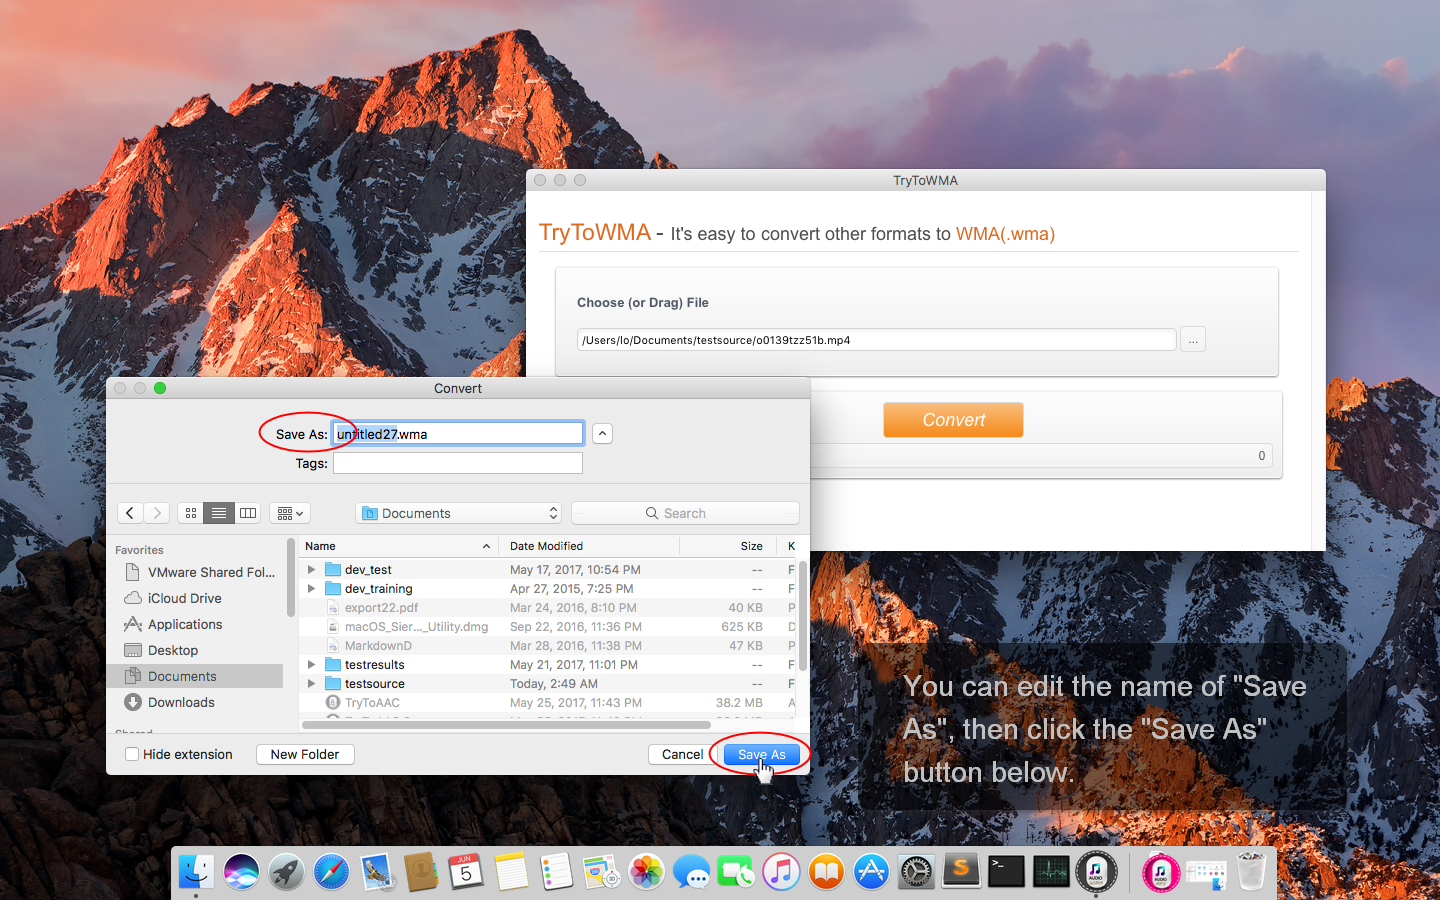 TryToWMA
TryToWMA - It's easy to convert other formats to WMA(.wma)
Choose (or Drag) File
/Users/lo/Documents/testsource/o0139tzz51b.mp4
...
Convert
0
Convert
Save As: untitled27.wma
Tags:
Documents
Search
Favorites
VMware Shared Fol...
iCloud Drive
Applications
Desktop
Documents
Downloads
Shared
Name Date Modified Size K
dev_test May 17, 2017, 10:54 PM -- F
dev_training Apr 27, 2015, 7:25 PM -- F
export22.pdf Mar 24, 2016, 8:10 PM 40 KB P
macOS_Sier..._Utility.dmg Sep 22, 2016, 11:36 PM 625 KB D
MarkdownD Mar 28, 2016, 11:38 PM 47 KB P
testresults May 21, 2017, 11:01 PM -- F
testsource Today, 2:49 AM -- F
TryToAAC May 25, 2017, 11:43 PM 38.2 MB A
Hide extension
New Folder
Cancel
Save As
You can edit the name of "Save
As", then click the "Save As"
button below.
JUN
5